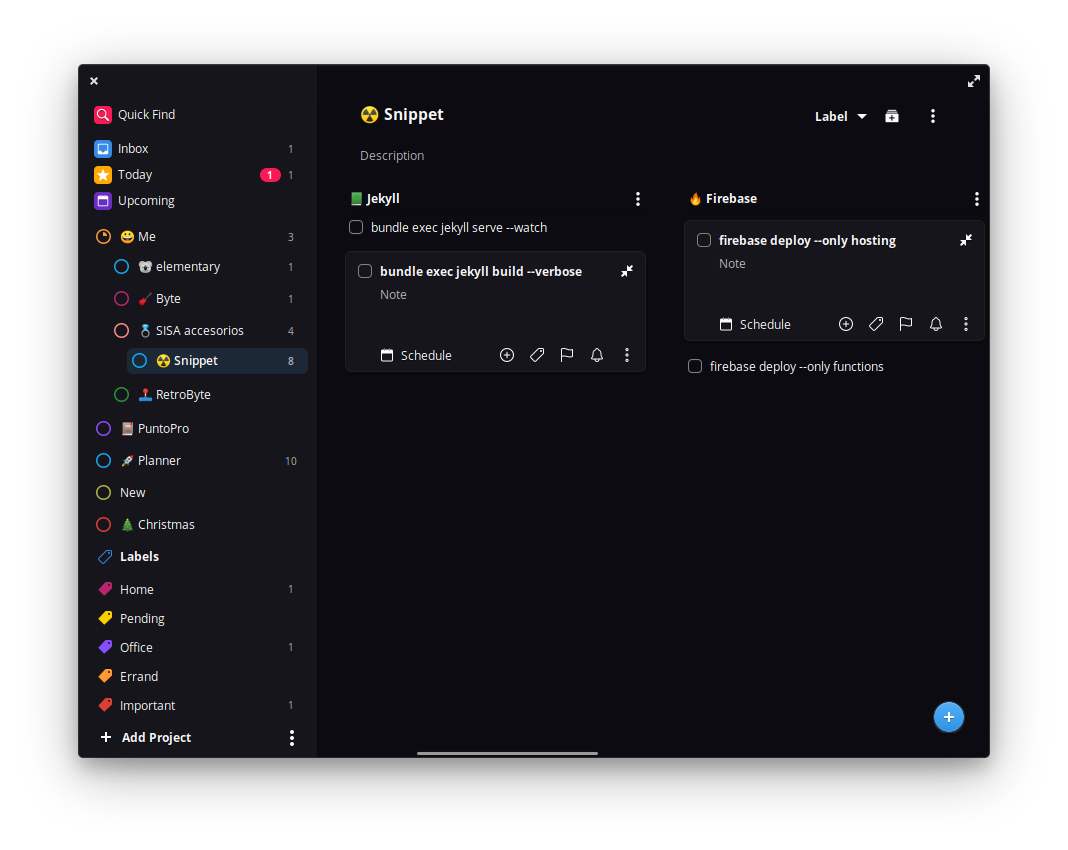 Quick Find
Inbox 1
Today 1 1
Upcoming
Me 3
elementary 1
Byte 1
SISA accesorios 4
Snippet 8
RetroByte
PuntoPro
Planner 10
New
Christmas
Labels
Home 1
Pending
Office 1
Errand
Important 1
Add Project
Snippet
Label
Description
Jekyll
bundle exec jekyll serve --watch
bundle exec jekyll build --verbose
Note
Schedule
Firebase
firebase deploy --only hosting
Note
Schedule
firebase deploy --only functions